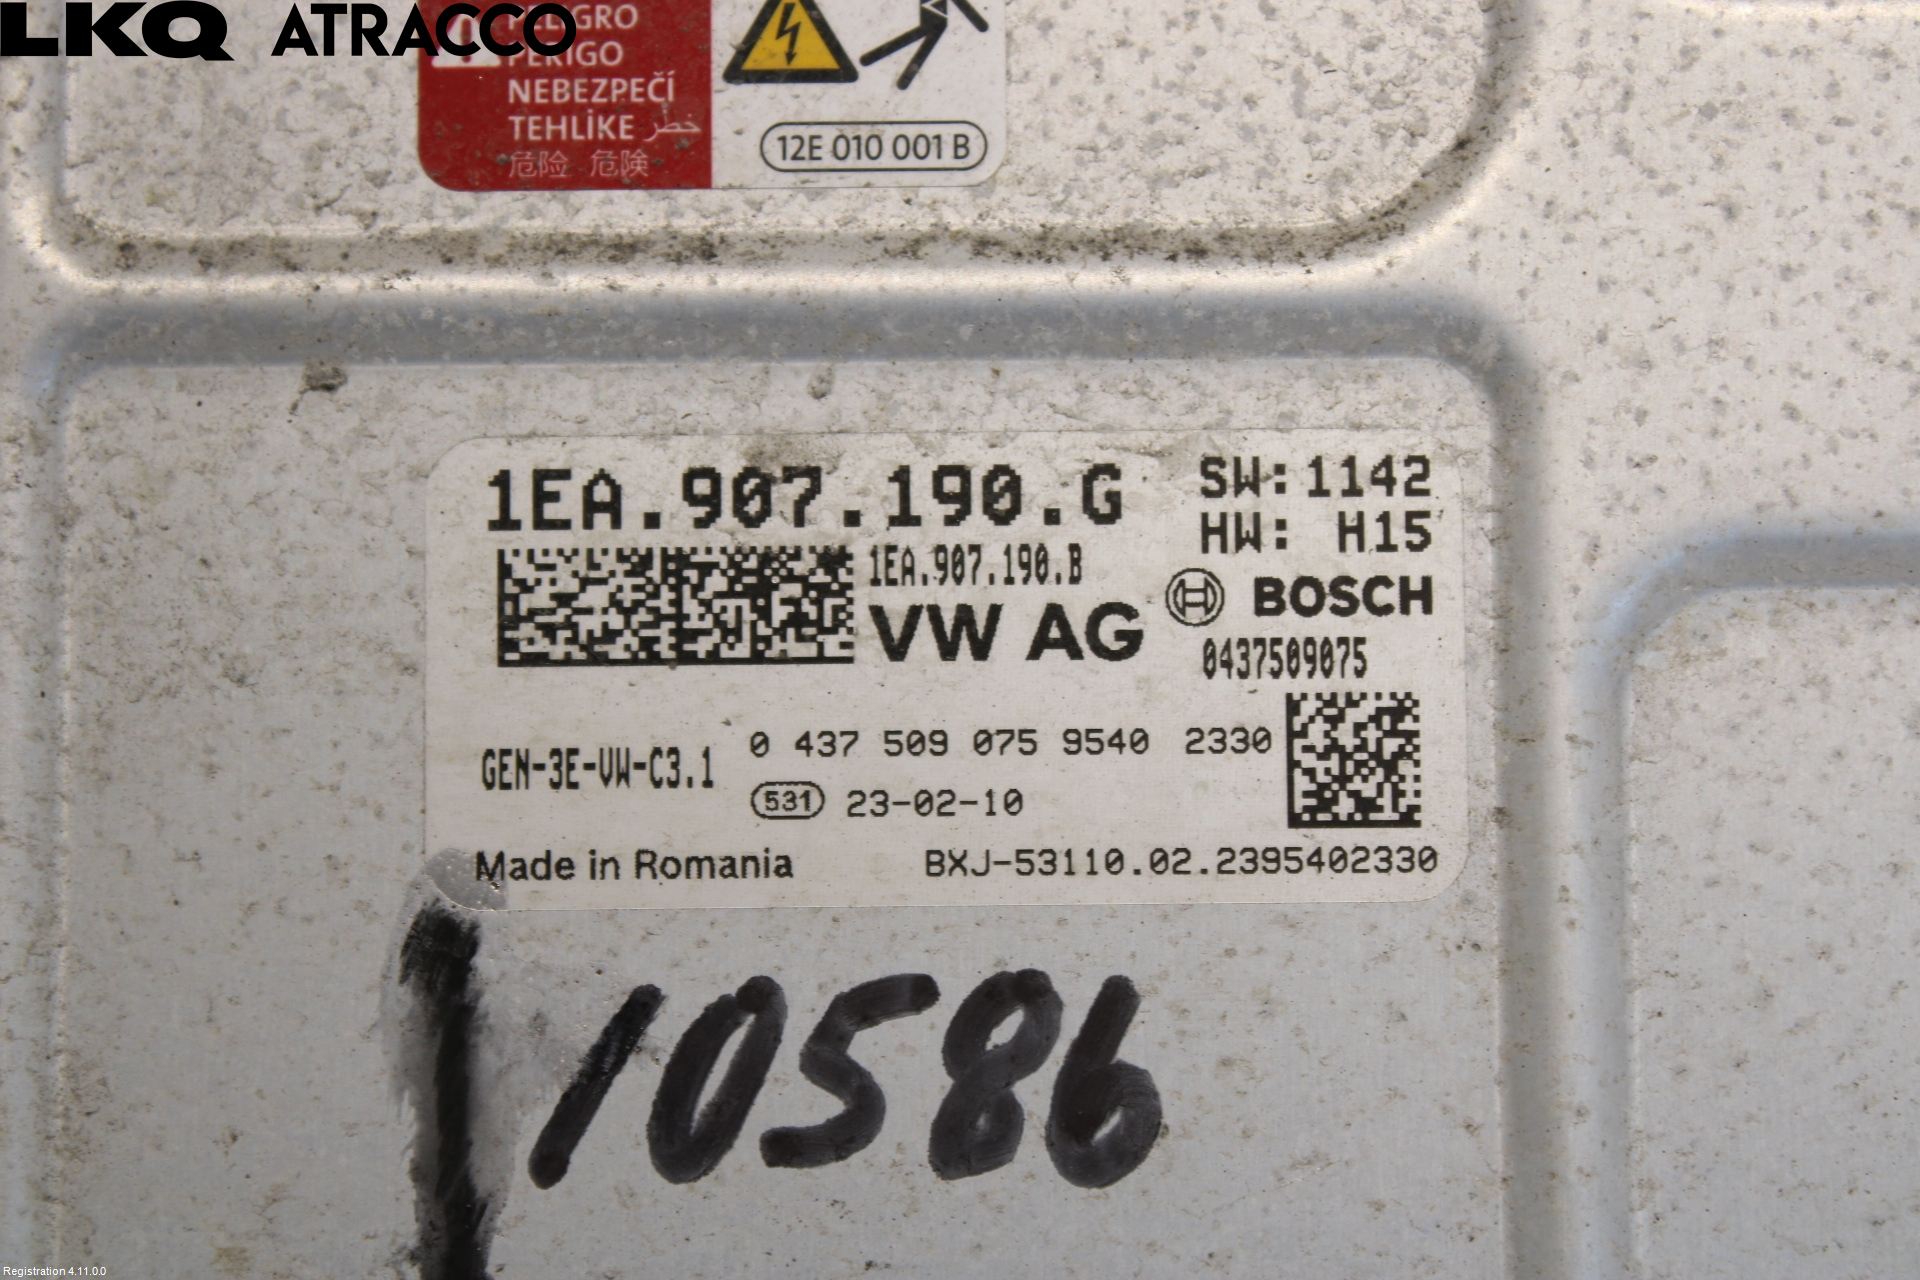 LKQ ATRACCO
PELIGRO
PERIGO
NEBEZPEČÍ
TEHLİKE خطر
危险 危険
12E 010 001 B
1EA.907.190.G
SW:1142
HW: H15
1EA.907.190.B
VW AG
BOSCH
0437509075
GEN-3E-VW-C3.1
0 437 509 075 9540 2330
531 23-02-10
Made in Romania
BXJ-53110.02.2395402330
10586
Registration 4.11.0.0